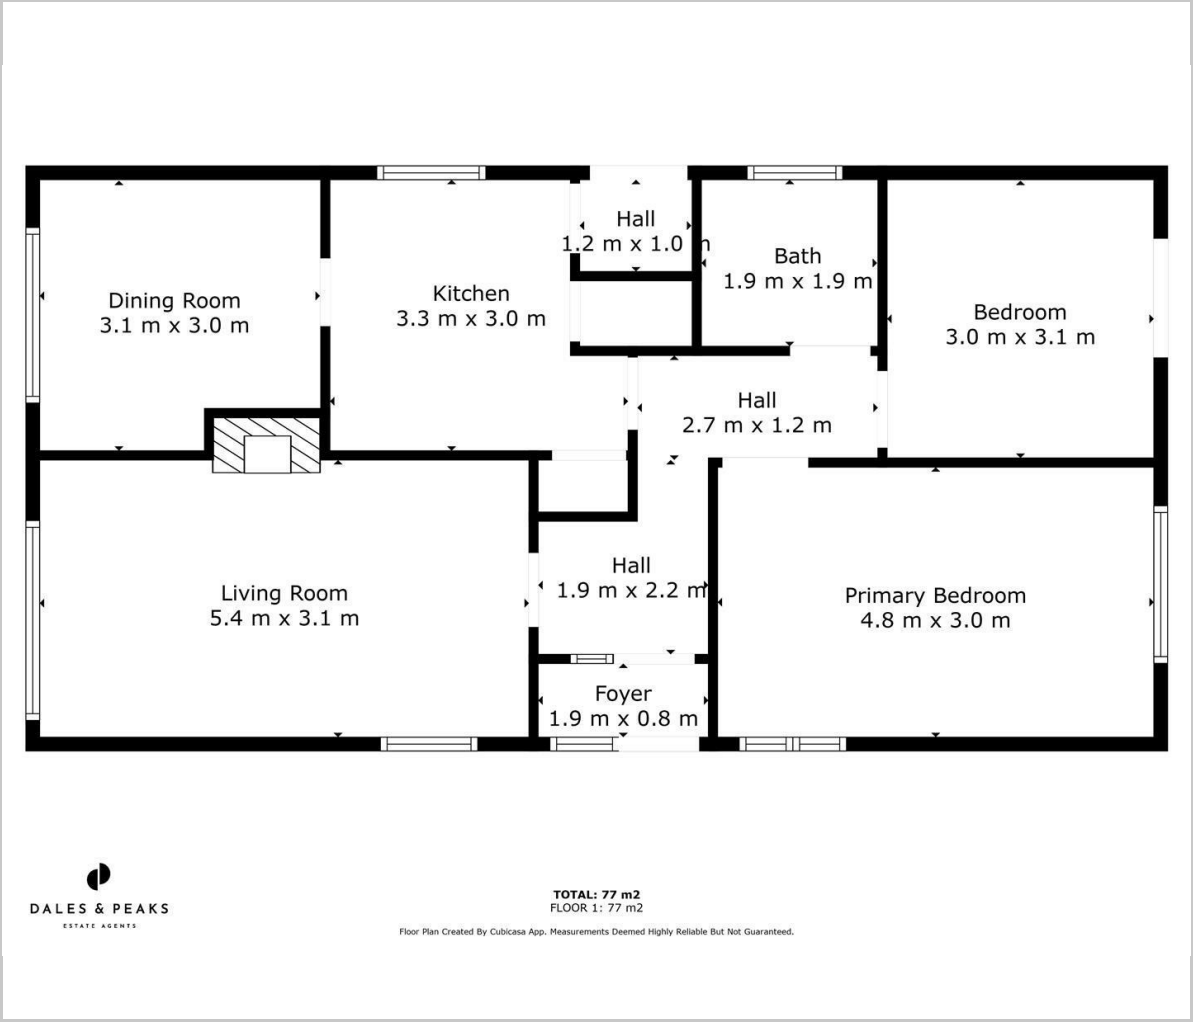 Hall
1.2 m x 1.0 m
Bath
1.9 m x 1.9 m
Dining Room
3.1 m x 3.0 m
Kitchen
3.3 m x 3.0 m
Bedroom
3.0 m x 3.1 m
Hall
2.7 m x 1.2 m
Living Room
5.4 m x 3.1 m
Hall
1.9 m x 2.2 m
Primary Bedroom
4.8 m x 3.0 m
Foyer
1.9 m x 0.8 m
DALES & PEAKS
ESTATE AGENTS
TOTAL: 77 m2
FLOOR 1: 77 m2
Floor Plan Created By Cubicasa App. Measurements Deemed Highly Reliable But Not Guaranteed.